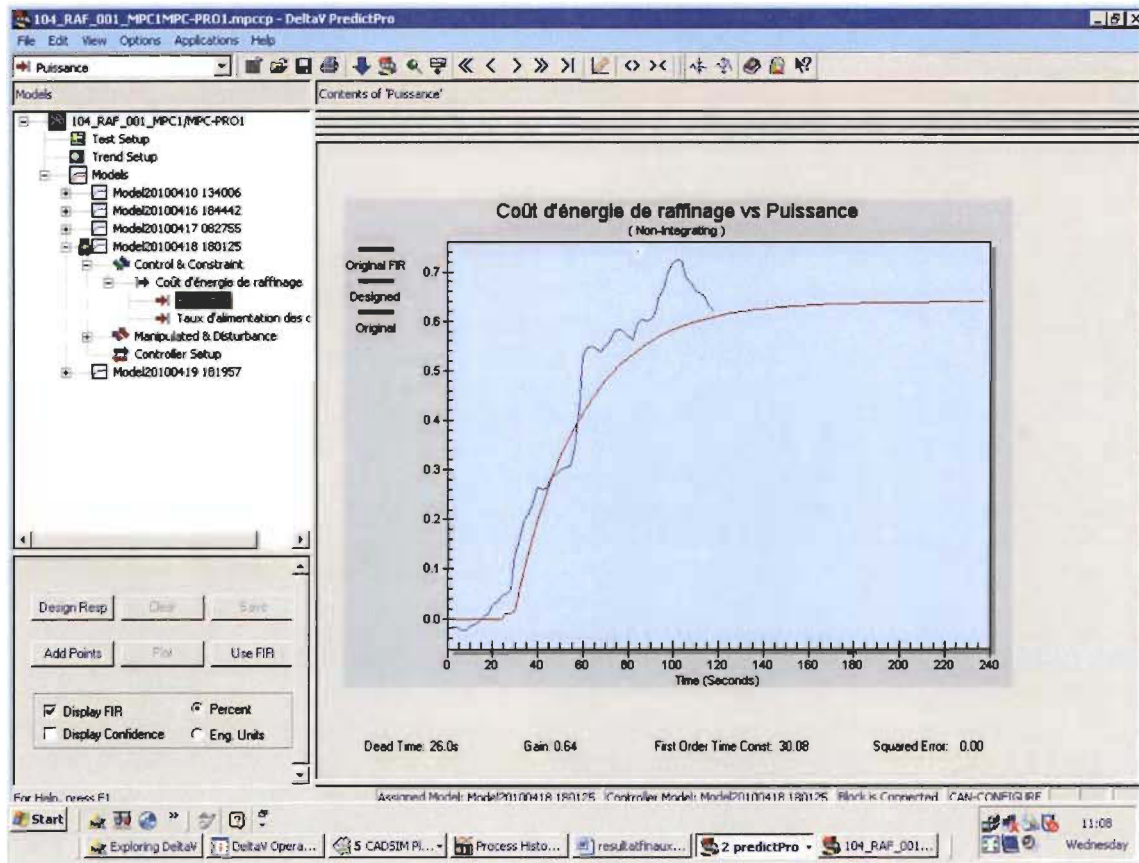 104_RAF_001_MPC1MPC-PRO1.mpccp - DeltaV PredictPro
File Edit View Options Applications Help
Puissance
Models
Contents of 'Puissance'
104_RAF_001_MPC1/MPC-PRO1
Test Setup
Trend Setup
Models
Model20100410 134006
Model20100416 184442
Model20100417 082755
Model20100418 180125
Control & Constraint
Coût d'énergie de raffinage
Taux d'alimentation des c
Manipulated & Disturbance
Controller Setup
Model20100419 181957
Coût d'énergie de raffinage vs Puissance
( Non-Integrating )
Original FIR
Designed
Original
0.7
0.6
0.5
0.4
0.3
0.2
0.1
0.0
0 20 40 60 80 100 120 140 160 180 200 220 240
Time (Seconds)
Design Resp Clear Save
Add Points Plot Use FIR
Display FIR Percent
Display Confidence Eng. Units
Dead Time: 26.0s Gain: 0.64 First Order Time Const: 30.08 Squared Error: 0.00
For Help, press F1
Assigned Model: Model20100418 180125 Controller Model: Model20100418 180125 Block is Connected CAN-CONFIGURE
Start
11:08
Exploring DeltaV DeltaV Opera... 5 CADSIM Pl... Process Histo... resultatfinaux... 2 predictPro 104_RAF_001...
Wednesday